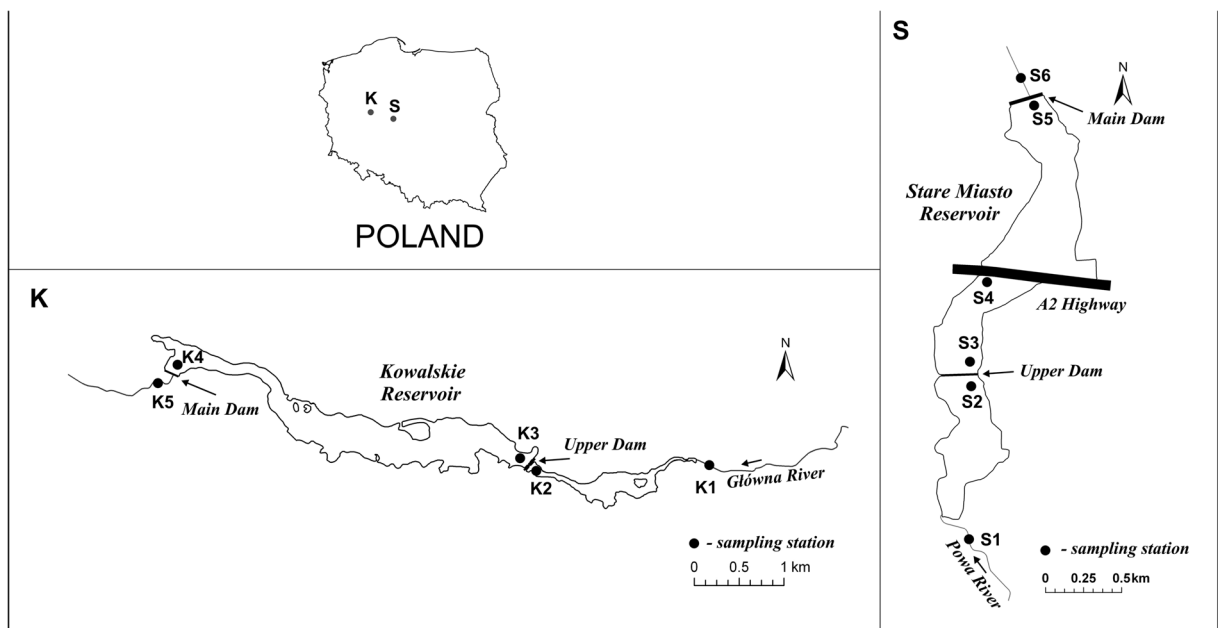 K
S
POLAND
K
N
K4
K5
Main Dam
Kowalskie
Reservoir
K3
Upper Dam
K2
K1
Główna River
- sampling station
0 0.5 1 km
S
S6
N
S5
Main Dam
Stare Miasto
Reservoir
S4
A2 Highway
S3
Upper Dam
S2
S1
Powa River
- sampling station
0 0.25 0.5km